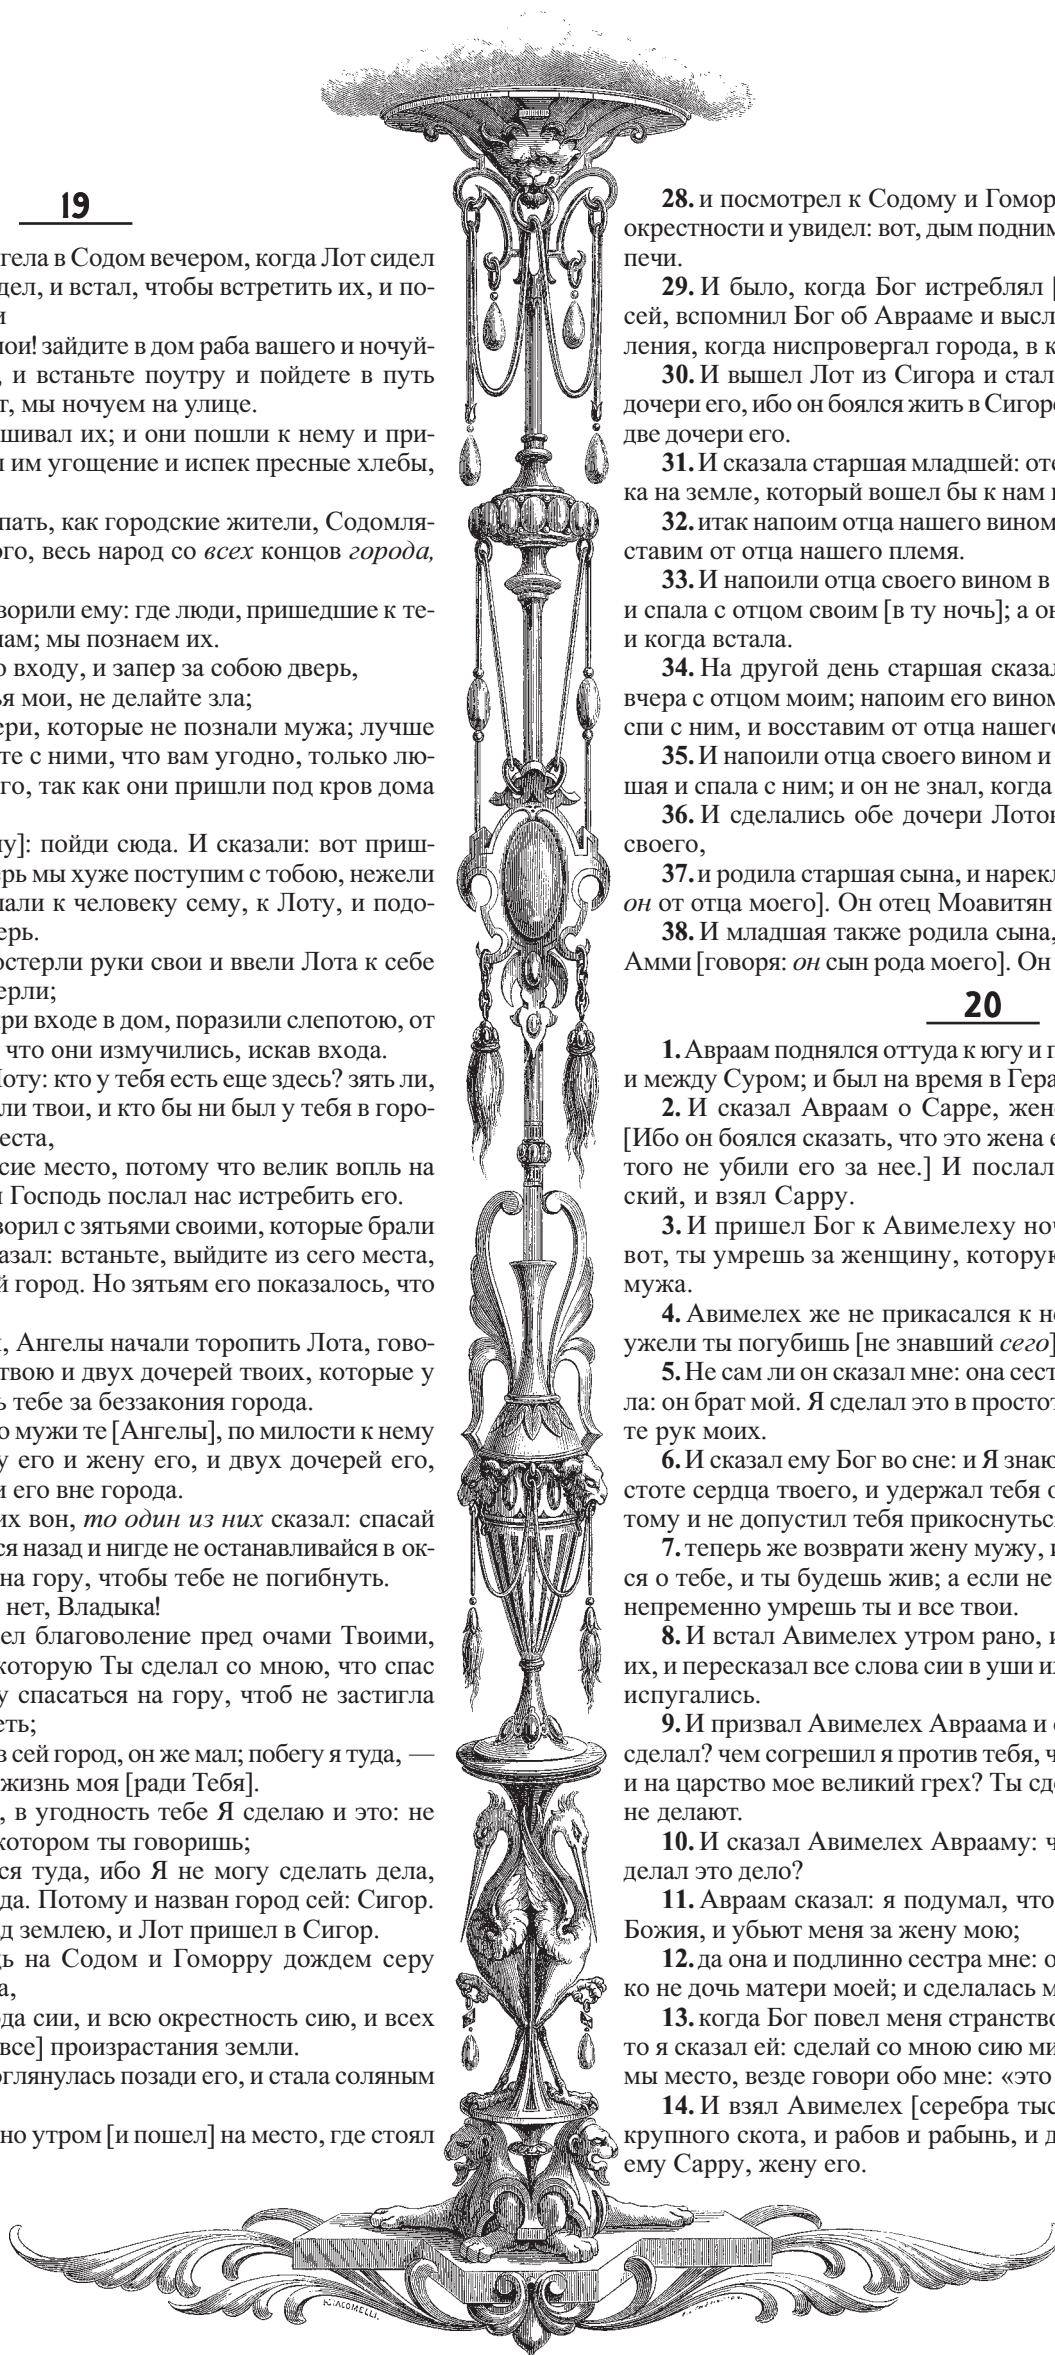 19
гела в Содом вечером, когда Лот сидел
дел, и встал, чтобы встретить их, и по-
и
мои! зайдите в дом раба вашего и ночуй-
, и встаньте поутру и пойдете в путь
т, мы ночуем на улице.
шивал их; и они пошли к нему и при-
л им угощение и испек пресные хлебы,
пать, как городские жители, Содомля-
ого, весь народ со всех концов города,
ворили ему: где люди, пришедшие к те-
нам; мы познаем их.
о входу, и запер за собою дверь,
ья мои, не делайте зла;
ери, которые не познали мужа; лучше
те с ними, что вам угодно, только лю-
го, так как они пришли под кров дома
му]: пойди сюда. И сказали: вот приш-
ерь мы хуже поступим с тобою, нежели
пали к человеку сему, к Лоту, и подо-
ерь.
остерли руки свои и ввели Лота к себе
ерли;
ри входе в дом, поразили слепотою, от
что они измучились, искав входа.
Лоту: кто у тебя есть еще здесь? зять ли,
ли твои, и кто бы ни был у тебя в горо-
еста,
сие место, потому что велик вопль на
и Господь послал нас истребить его.
ворил с зятьями своими, которые брали
азал: встаньте, выйдите из сего места,
й город. Но зятьям его показалось, что
, Ангелы начали торопить Лота, гово-
твою и двух дочерей твоих, которые у
ь тебе за беззакония города.
о мужи те [Ангелы], по милости к нему
у его и жену его, и двух дочерей его,
и его вне города.
их вон, то один из них сказал: спасай
ся назад и нигде не останавливайся в ок-
на гору, чтобы тебе не погибнуть.
нет, Владыка!
ел благоволение пред очами Твоими,
которую Ты сделал со мною, что спас
у спасаться на гору, чтоб не застигла
еть;
в сей город, он же мал; побегу я туда, —
жизнь моя [ради Тебя].
, в угодность тебе Я сделаю и это: не
котором ты говоришь;
ся туда, ибо Я не могу сделать дела,
да. Потому и назван город сей: Сигор.
д землею, и Лот пришел в Сигор.
дь на Содом и Гоморру дождем серу
а,
да сии, и всю окрестность сию, и всех
все] произрастания земли.
оглянулась позади его, и стала соляным
но утром [и пошел] на место, где стоял
28. и посмотрел к Содому и Гомор
окрестности и увидел: вот, дым подним
печи.
29. И было, когда Бог истреблял [
сей, вспомнил Бог об Аврааме и высл
ления, когда ниспровергал города, в к
30. И вышел Лот из Сигора и стал
дочери его, ибо он боялся жить в Сигоре
две дочери его.
31. И сказала старшая младшей: оте
ка на земле, который вошел бы к нам
32. итак напоим отца нашего вином
ставим от отца нашего племя.
33. И напоили отца своего вином в
и спала с отцом своим [в ту ночь]; а он
и когда встала.
34. На другой день старшая сказал
вчера с отцом моим; напоим его вином
спи с ним, и восставим от отца нашего
35. И напоили отца своего вином и
шая и спала с ним; и он не знал, когда
36. И сделались обе дочери Лотов
своего,
37. и родила старшая сына, и нарекл
он от отца моего]. Он отец Моавитян
38. И младшая также родила сына,
Амми [говоря: он сын рода моего]. Он
20
1. Авраам поднялся оттуда к югу и п
и между Суром; и был на время в Гера
2. И сказал Авраам о Сарре, жен
[Ибо он боялся сказать, что это жена е
того не убили его за нее.] И послал
ский, и взял Сарру.
3. И пришел Бог к Авимелеху ноч
вот, ты умрешь за женщину, которую
мужа.
4. Авимелех же не прикасался к не
ужели ты погубишь [не знавший сего]
5. Не сам ли он сказал мне: она сест
ла: он брат мой. Я сделал это в простот
те рук моих.
6. И сказал ему Бог во сне: и Я знаю
стоте сердца твоего, и удержал тебя о
тому и не допустил тебя прикоснуться
7. теперь же возврати жену мужу, и
ся о тебе, и ты будешь жив; а если не
непременно умрешь ты и все твои.
8. И встал Авимелех утром рано, и
их, и пересказал все слова сии в уши их
испугались.
9. И призвал Авимелех Авраама и с
сделал? чем согрешил я против тебя, ч
и на царство мое великий грех? Ты сде
не делают.
10. И сказал Авимелех Аврааму: ч
делал это дело?
11. Авраам сказал: я подумал, что
Божия, и убьют меня за жену мою;
12. да она и подлинно сестра мне: о
ко не дочь матери моей; и сделалась м
13. когда Бог повел меня странство
то я сказал ей: сделай со мною сию ми
мы место, везде говори обо мне: «это
14. И взял Авимелех [серебра тыс
крупного скота, и рабов и рабынь, и д
ему Сарру, жену его.